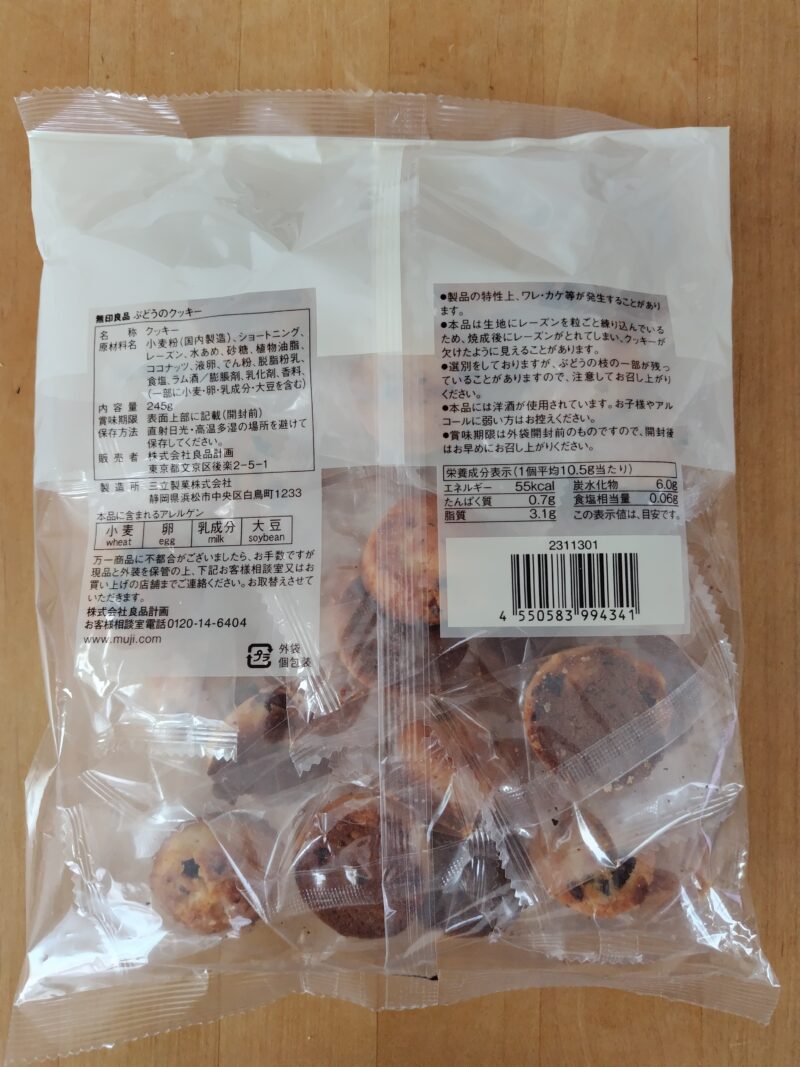 無印良品 ぶどうのクッキー
名 称 クッキー
原材料名 小麦粉(国内製造)、ショートニング、
レーズン、水あめ、砂糖、植物油脂、
ココナッツ、液卵、でん粉、脱脂粉乳、
食塩、ラム酒／膨脹剤、乳化剤、香料、
(一部に小麦・卵・乳成分・大豆を含む)
内 容 量 245g
賞味期限 表面上部に記載(開封前)
保存方法 直射日光・高温多湿の場所を避けて
保存してください。
販 売 者 株式会社良品計画
東京都文京区後楽2-5-1
製 造 所 三立製菓株式会社
静岡県浜松市中央区白鳥町1233
本品に含まれるアレルゲン
小麦 卵 乳成分 大豆
wheat egg milk soybean
万一商品に不都合がございましたら、お手数ですが
現品と外装を保管の上、下記お客様相談室又はお
買い上げの店舗までご連絡ください。お取替えさせて
いただきます。
株式会社良品計画
お客様相談室電話0120-14-6404
www.muji.com
プラ 外袋
個包装
●製品の特性上、ワレ・カケ等が発生することがあり
ます。
●本品は生地にレーズンを粒ごと練り込んでいる
ため、焼成後にレーズンがとれてしまい、クッキーが
欠けたように見えることがあります。
●選別をしておりますが、ぶどうの枝の一部が残っ
ていることがありますので、注意してお召し上がり
ください。
●本品には洋酒が使用されています。お子様やアル
コールに弱い方はお控えください。
●賞味期限は外袋開封前のものですので、開封後
はお早めにお召し上がりください。
栄養成分表示(1個平均10.5g当たり)
エネルギー 55kcal 炭水化物 6.0g
たんぱく質 0.7g 食塩相当量 0.06g
脂質 3.1g この表示値は、目安です。
2311301
4 550583 994341